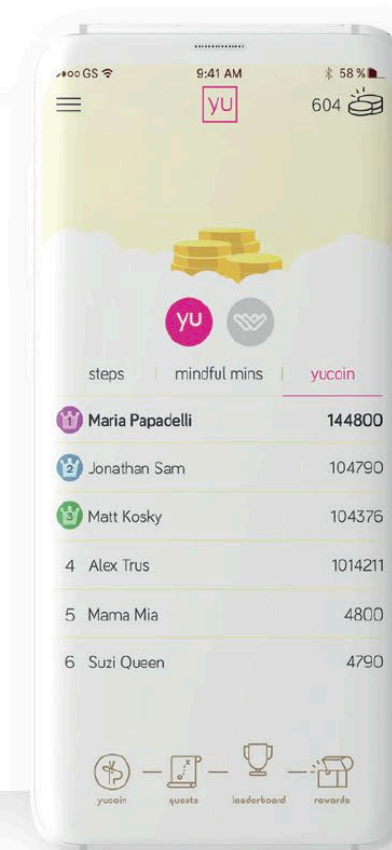 GS 9:41 AM 58 %
yu 604
yu
steps mindful mins yucoin
1 Maria Papadelli 144800
2 Jonathan Sam 104790
3 Matt Kosky 104376
4 Alex Trus 1014211
5 Mama Mia 4800
6 Suzi Queen 4790
yucoin quests leaderboard rewards